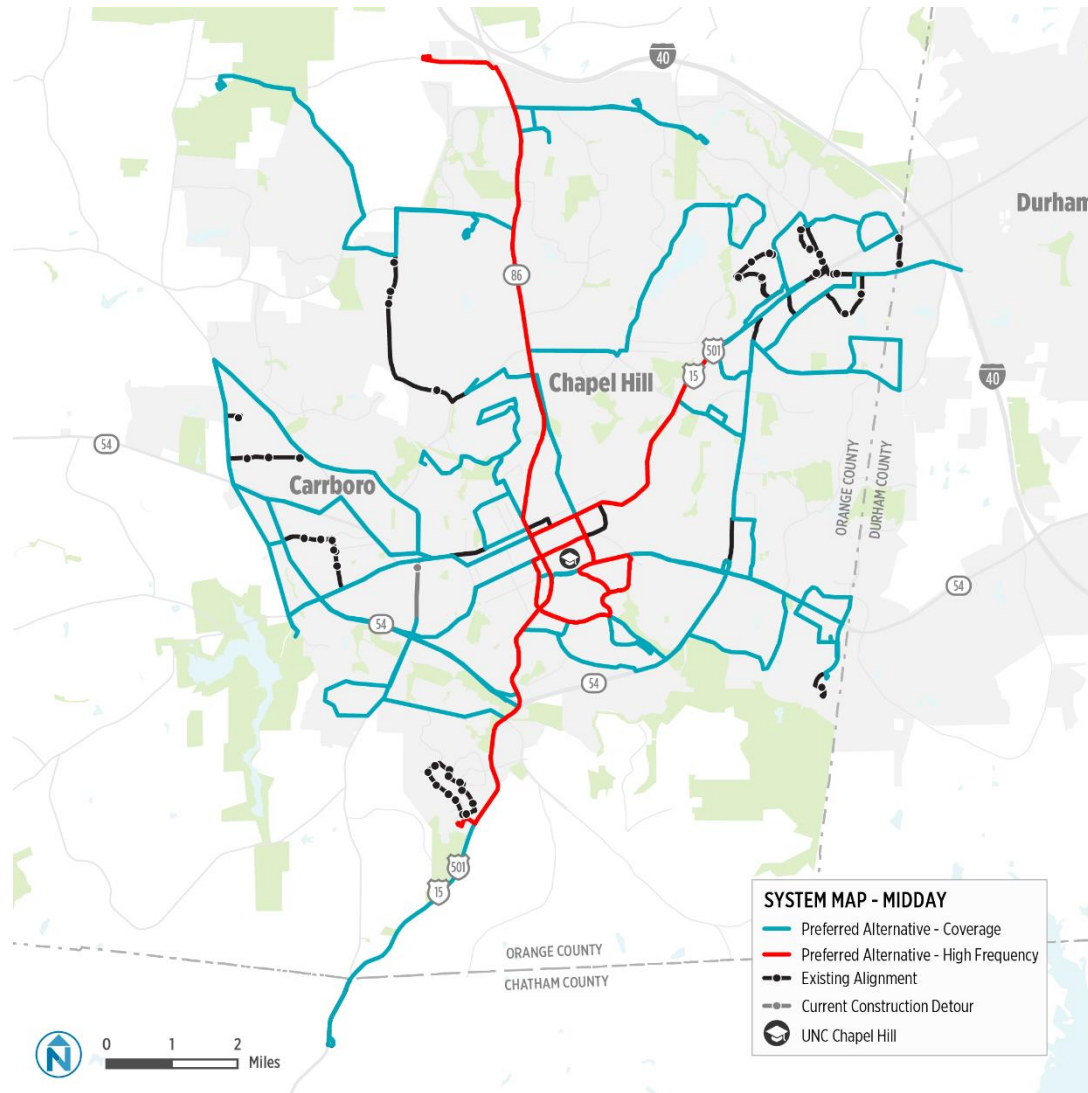 40
Durham
86
501
15
Chapel Hill
40
54
ORANGE COUNTY
DURHAM COUNTY
Carrboro
54
54
54
501
15
SYSTEM MAP - MIDDAY
Preferred Alternative - Coverage
Preferred Alternative - High Frequency
Existing Alignment
Current Construction Detour
UNC Chapel Hill
ORANGE COUNTY
CHATHAM COUNTY
N
0 1 2
Miles